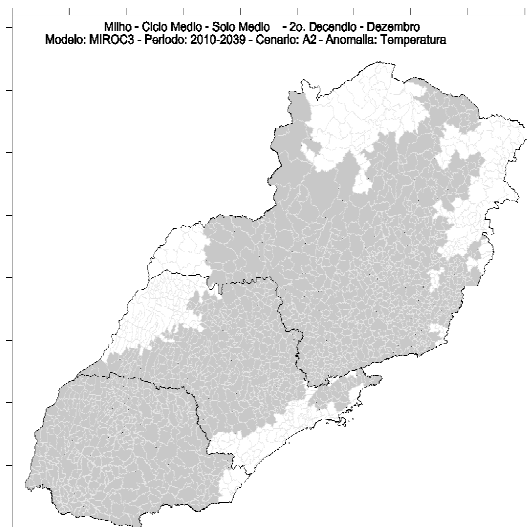 Milho - Ciclo Medio - Solo Medio - 2o. Decendio - Dezembro
Modelo: MIROC3 - Periodo: 2010-2039 - Cenario: A2 - Anomalia: Temperatura